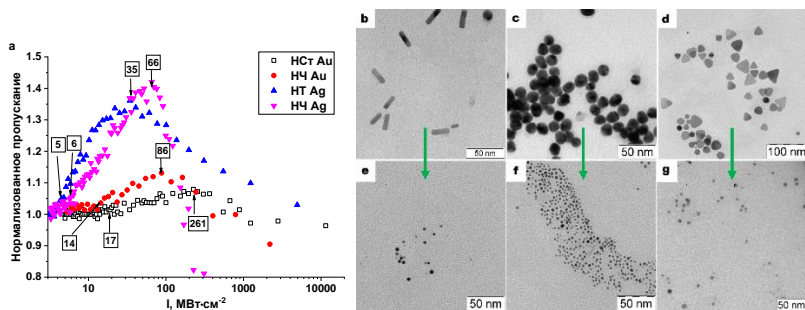 a
Нормализованное пропускание
1.5
1.4
1.3
1.2
1.1
1.0
0.9
0.8
35
66
НСт Au
НЧ Au
НТ Ag
НЧ Ag
5
6
86
14
17
261
10
100
1000
10000
I, МВт·см⁻²
b
50 nm
c
50 nm
d
100 nm
e
50 nm
f
50 nm
g
50 nm